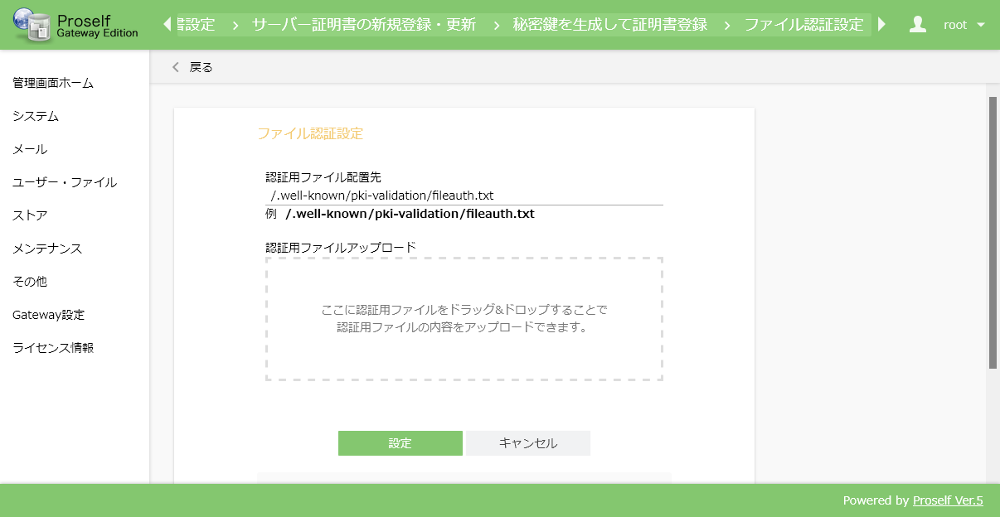 Proself
Gateway Edition
書設定 > サーバー証明書の新規登録・更新 > 秘密鍵を生成して証明書登録 > ファイル認証設定
root
戻る
管理画面ホーム
システム
メール
ユーザー・ファイル
ストア
メンテナンス
その他
Gateway設定
ライセンス情報
ファイル認証設定
認証用ファイル配置先
/.well-known/pki-validation/fileauth.txt
例 /.well-known/pki-validation/fileauth.txt
認証用ファイルアップロード
ここに認証用ファイルをドラッグ&ドロップすることで
認証用ファイルの内容をアップロードできます。
設定
キャンセル
Powered by Proself Ver.5